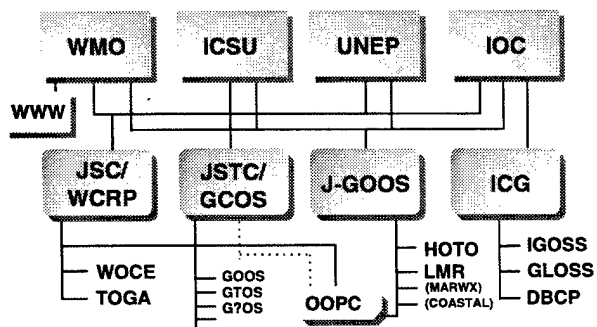 WMO
ICSU
UNEP
IOC
WWW
JSC/
WCRP
JSTC/
GCOS
J-GOOS
ICG
WOCE
TOGA
GOOS
GTOS
G?OS
OOPC
HOTO
LMR
(MARWX)
(COASTAL)
IGOSS
GLOSS
DBCP